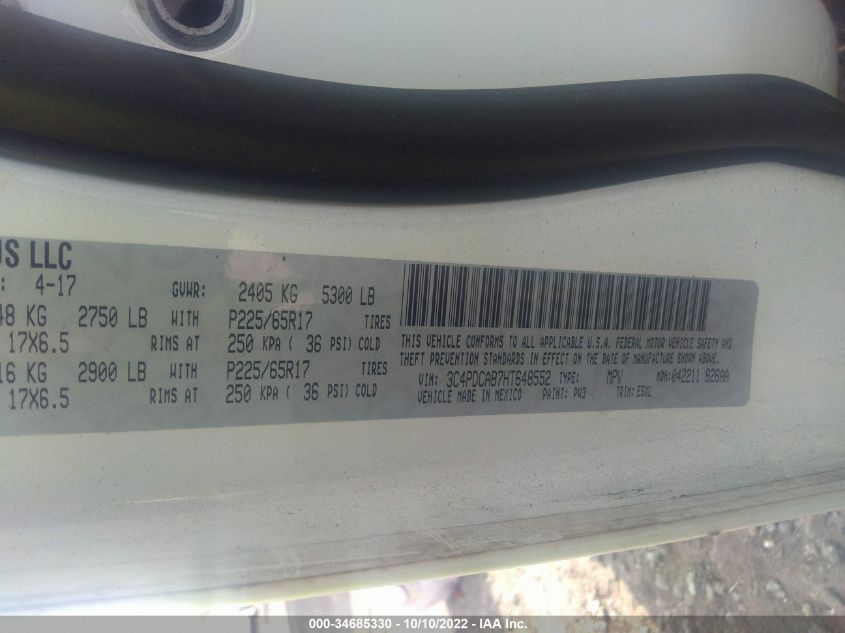 US LLC
: 4-17 GVWR: 2405 KG 5300 LB
48 KG 2750 LB WITH P225/65R17 TIRES
17X6.5 RIMS AT 250 KPA ( 36 PSI) COLD
16 KG 2900 LB WITH P225/65R17 TIRES
17X6.5 RIMS AT 250 KPA ( 36 PSI) COLD
THIS VEHICLE CONFORMS TO ALL APPLICABLE U.S.A. FEDERAL MOTOR VEHICLE SAFETY AND
THEFT PREVENTION STANDARDS IN EFFECT ON THE DATE OF MANUFACTURE SHOWN ABOVE.
VIN: 3C4PDCAB7HT648552 TYPE: MPV MDH: 042211 826AA
VEHICLE MADE IN MEXICO PAINT: PW3 TRIM: E5XL
000-34685330 - 10/10/2022 - IAA Inc.